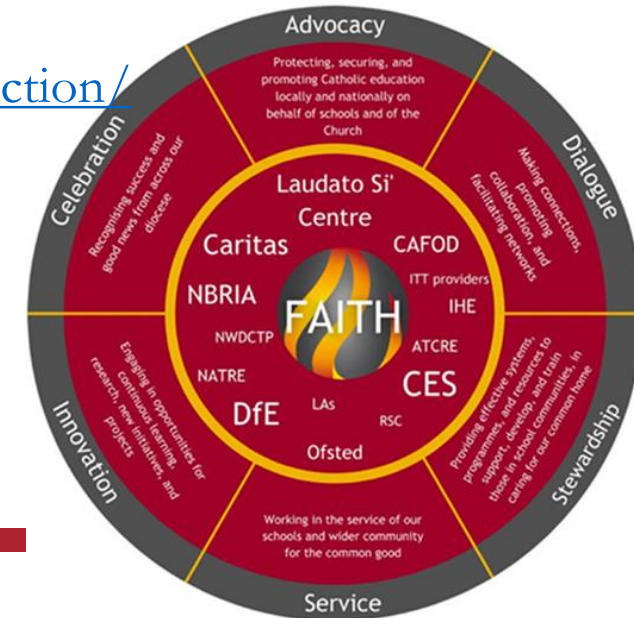 ction/
Advocacy
Protecting, securing, and
promoting Catholic education
locally and nationally on
behalf of schools and of the
Church
Dialogue
Making connections,
promoting
collaboration, and
facilitating networks
Stewardship
Providing effective systems,
programmes, and resources to
support, develop, and train
those in school communities, in
caring for our common home
Service
Working in the service of our
schools and wider community
for the common good
Innovation
Engaging in opportunities for
continuous learning,
research, new initiatives, and
projects
Celebration
Recognising success and
good news from across our
diocese
Laudato Si'
Centre
Caritas
CAFOD
ITT providers
NBRIA
IHE
FAITH
NWDCTP
ATCRE
NATRE
CES
DfE
LAs
RSC
Ofsted